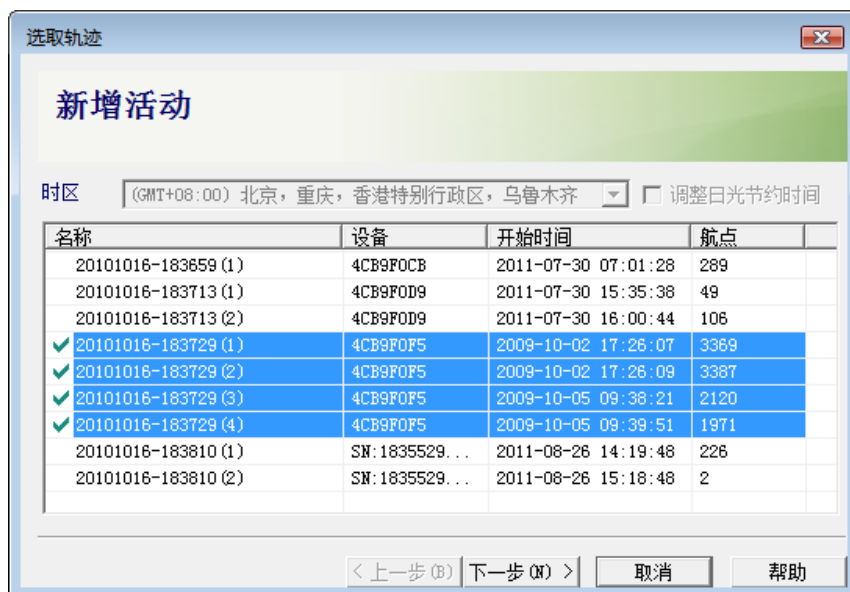 选取轨迹
新增活动
时区 (GMT+08:00) 北京，重庆，香港特别行政区，乌鲁木齐 调整日光节约时间
名称 设备 开始时间 航点
20101016-183659(1) 4CB9F0CB 2011-07-30 07:01:28 289
20101016-183713(1) 4CB9F0D9 2011-07-30 15:35:38 49
20101016-183713(2) 4CB9F0D9 2011-07-30 16:00:44 106
20101016-183729(1) 4CB9F0F5 2009-10-02 17:26:07 3369
20101016-183729(2) 4CB9F0F5 2009-10-02 17:26:09 3387
20101016-183729(3) 4CB9F0F5 2009-10-05 09:38:21 2120
20101016-183729(4) 4CB9F0F5 2009-10-05 09:39:51 1971
20101016-183810(1) SN:1835529... 2011-08-26 14:19:48 226
20101016-183810(2) SN:1835529... 2011-08-26 15:18:48 2
< 上一步(B) 下一步(N) > 取消 帮助